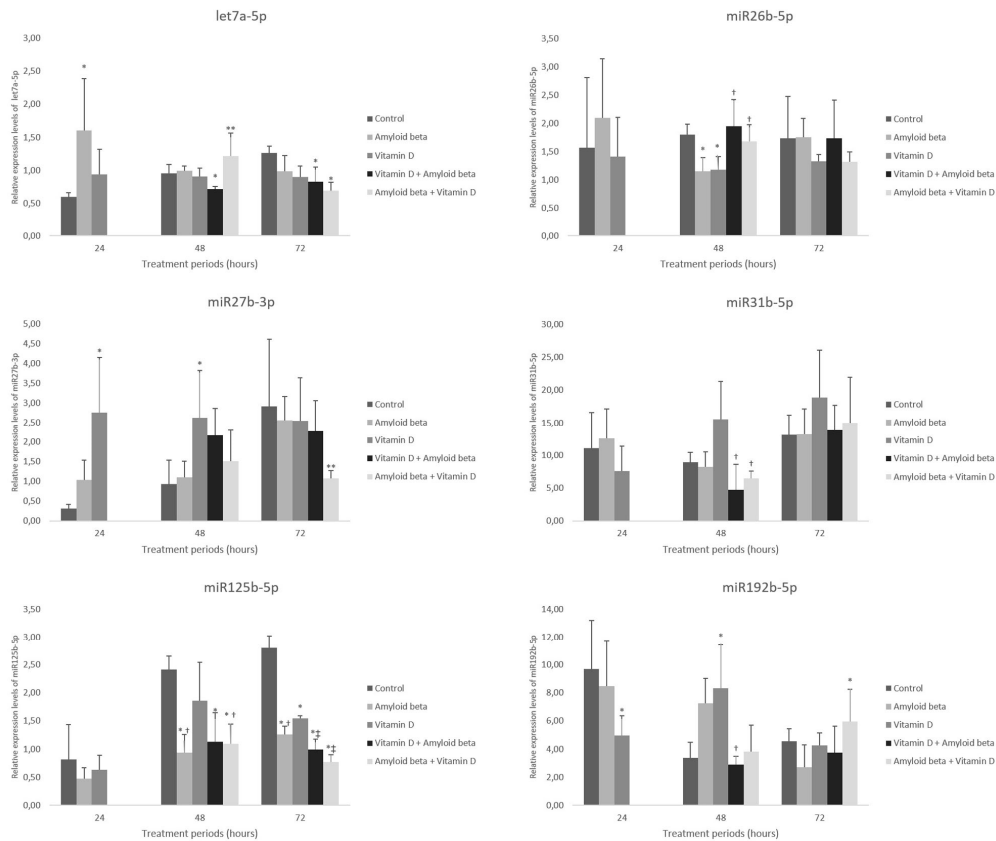 let7a-5p
Relative expression levels of let7a-5p
3,00
2,50
2,00
1,50
1,00
0,50
0,00
*
*
**
*
*
24
48
72
Treatment periods (hours)
Control
Amyloid beta
Vitamin D
Vitamin D + Amyloid beta
Amyloid beta + Vitamin D
miR26b-5p
Relative expression levels of miR26b-5p
3,50
3,00
2,50
2,00
1,50
1,00
0,50
0,00
*
*
†
†
24
48
72
Treatment periods (hours)
Control
Amyloid beta
Vitamin D
Vitamin D + Amyloid beta
Amyloid beta + Vitamin D
miR27b-3p
Relative expression levels of miR27b-3p
5,00
4,50
4,00
3,50
3,00
2,50
2,00
1,50
1,00
0,50
0,00
*
*
**
24
48
72
Treatment periods (hours)
Control
Amyloid beta
Vitamin D
Vitamin D + Amyloid beta
Amyloid beta + Vitamin D
miR31b-5p
Relative expression levels of miR31b-5p
30,00
25,00
20,00
15,00
10,00
5,00
0,00
†
†
24
48
72
Treatment periods (hours)
Control
Amyloid beta
Vitamin D
Vitamin D + Amyloid beta
Amyloid beta + Vitamin D
miR125b-5p
Relative expression levels of miR125b-5p
3,50
3,00
2,50
2,00
1,50
1,00
0,50
0,00
* †
*
* †
* †
*
*‡
*‡
24
48
72
Treatment periods (hours)
Control
Amyloid beta
Vitamin D
Vitamin D + Amyloid beta
Amyloid beta + Vitamin D
miR192b-5p
Relative expression levels of miR192b-5p
14,00
12,00
10,00
8,00
6,00
4,00
2,00
0,00
*
*
†
*
24
48
72
Treatment periods (hours)
Control
Amyloid beta
Vitamin D
Vitamin D + Amyloid beta
Amyloid beta + Vitamin D